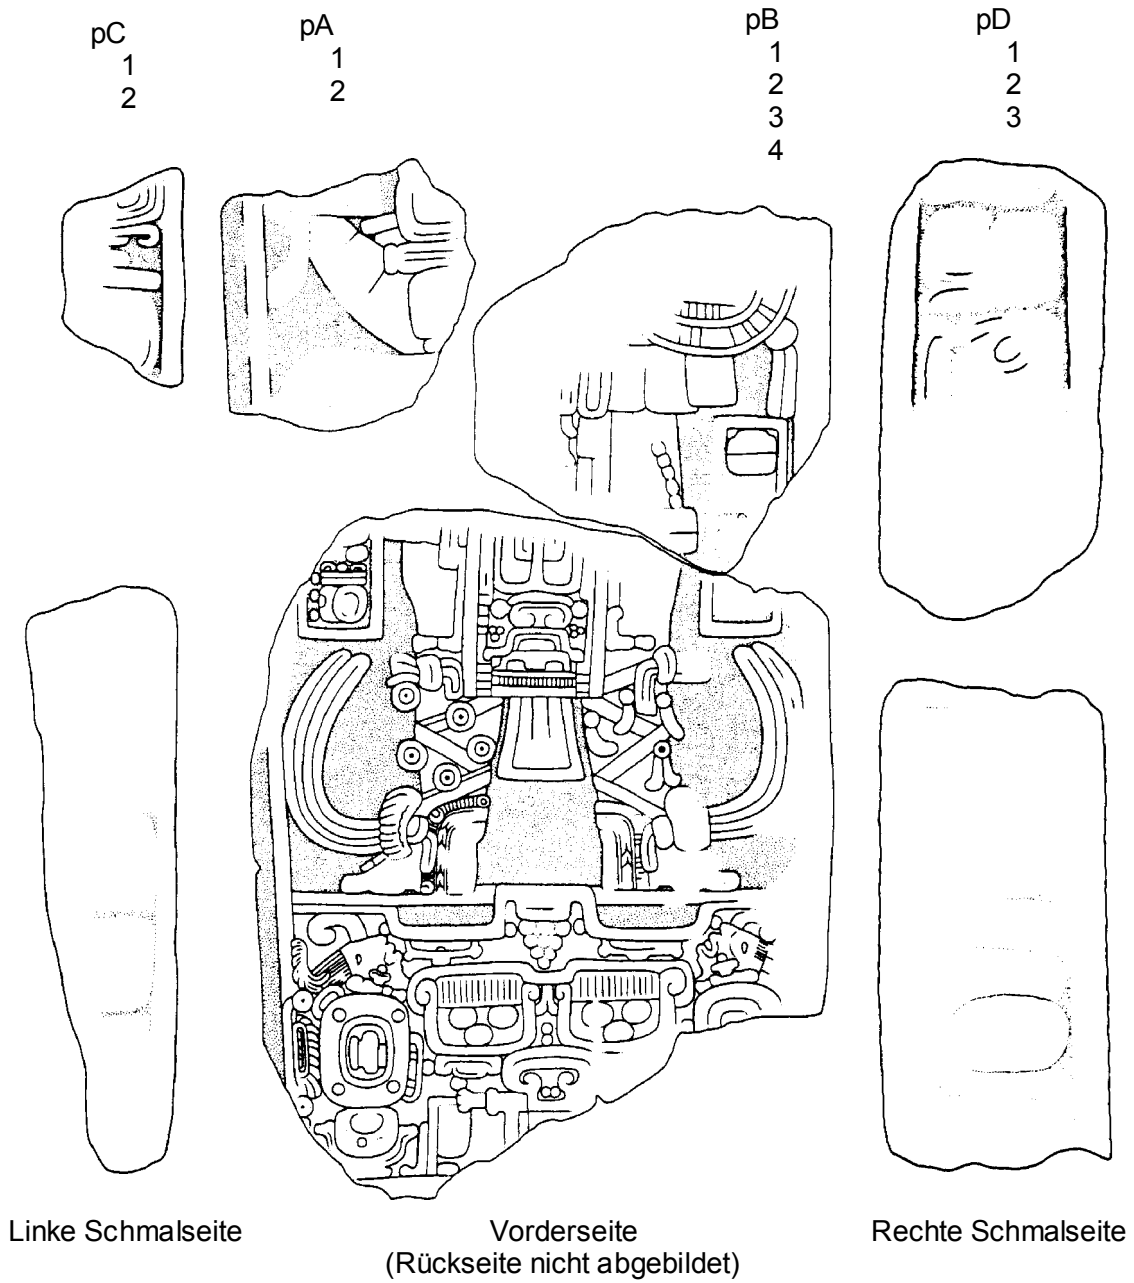 pC
1
2
pA
1
2
pB
1
2
3
4
pD
1
2
3
Linke Schmalseite
Vorderseite
(Rückseite nicht abgebildet)
Rechte Schmalseite